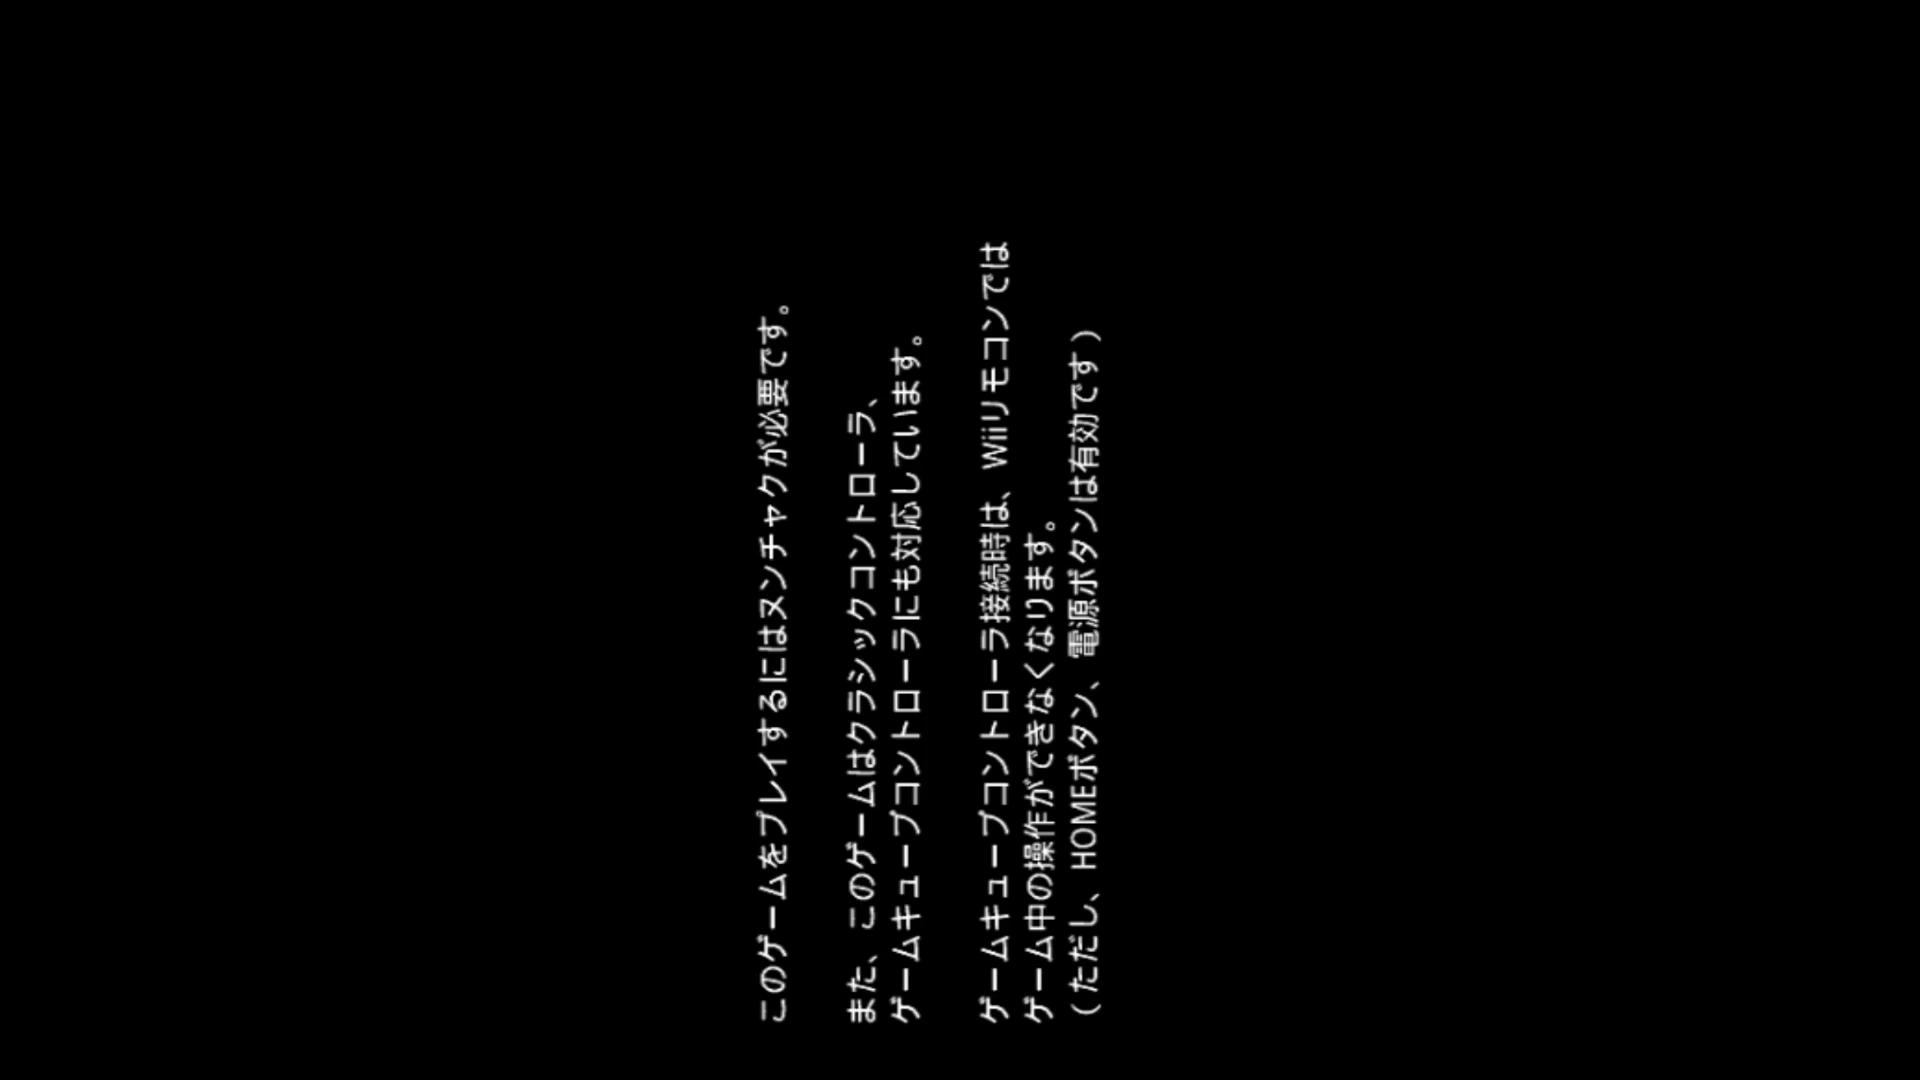 このゲームをプレイするにはヌンチャクが必要です。
また、このゲームはクラシックコントローラ、
ゲームキューブコントローラにも対応しています。
ゲームキューブコントローラ接続時は、Wiiリモコンでは
ゲーム中の操作ができなくなります。
（ただし、HOMEボタン、電源ボタンは有効です）